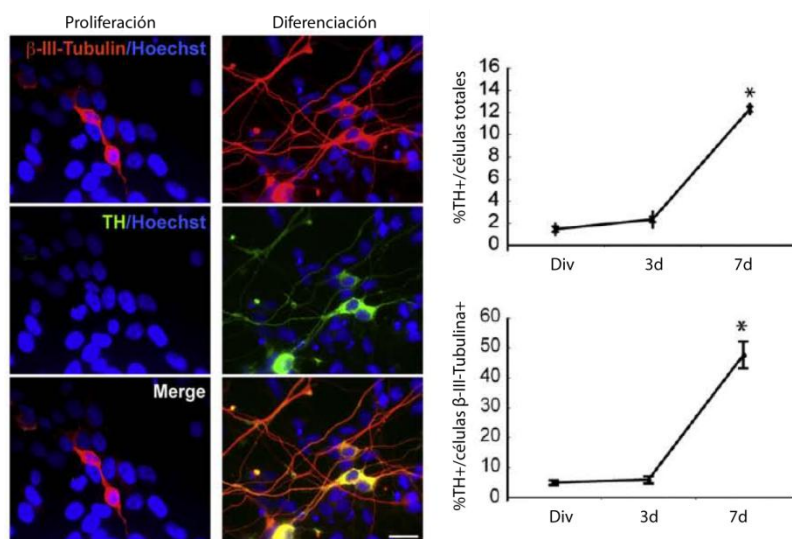 Proliferación
Diferenciación
β-III-Tubulin/Hoechst
TH/Hoechst
Merge
%TH+/células totales
16
14
12
10
8
6
4
2
0
*
Div
3d
7d
%TH+/células β-III-Tubulina+
60
50
40
30
20
10
0
*
Div
3d
7d